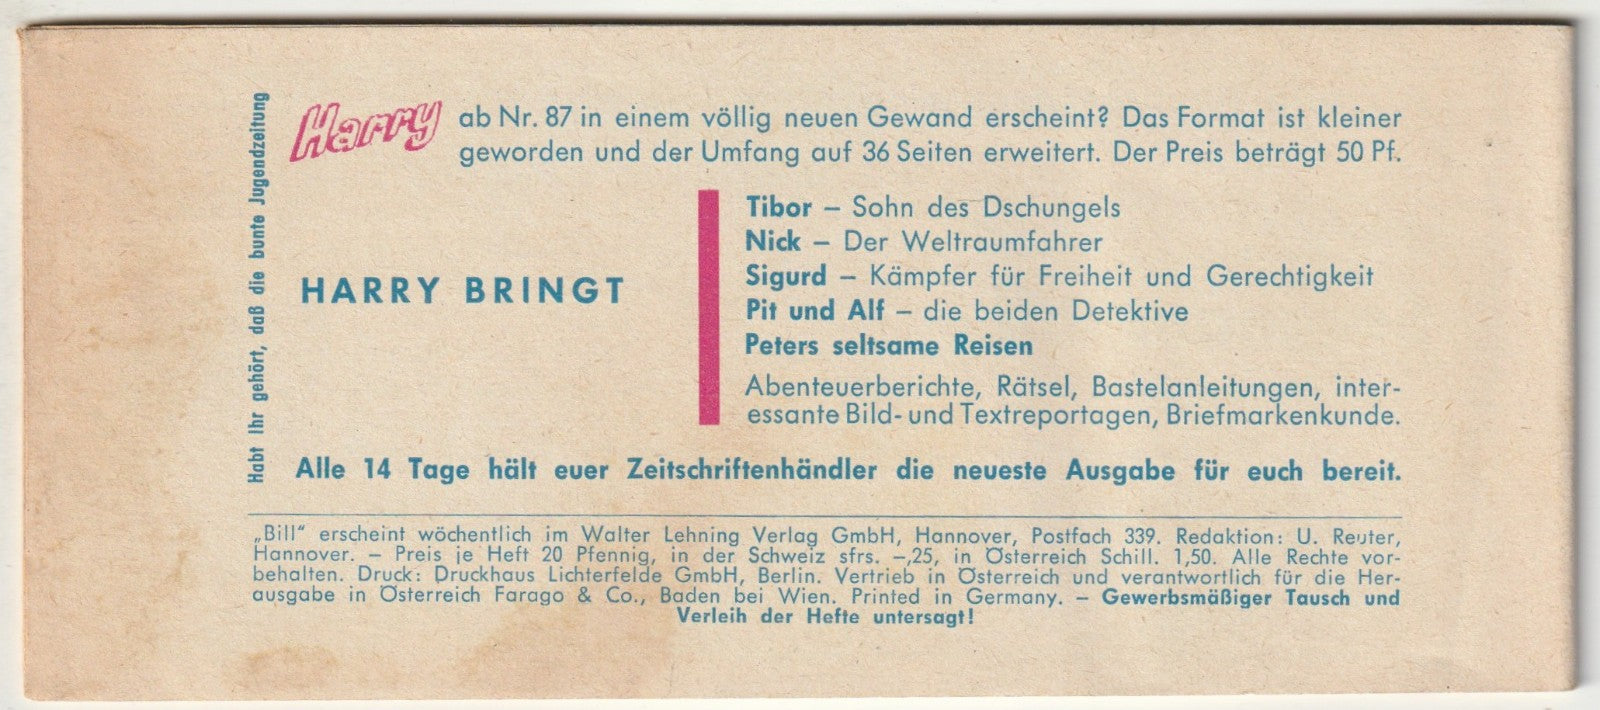 Habt ihr gehört, daß die bunte Jugendzeitung
Harry
ab Nr. 87 in einem völlig neuen Gewand erscheint? Das Format ist kleiner
geworden und der Umfang auf 36 Seiten erweitert. Der Preis beträgt 50 Pf.
HARRY BRINGT
Tibor – Sohn des Dschungels
Nick – Der Weltraumfahrer
Sigurd – Kämpfer für Freiheit und Gerechtigkeit
Pit und Alf – die beiden Detektive
Peters seltsame Reisen
Abenteuerberichte, Rätsel, Bastelanleitungen, inter-
essante Bild- und Textreportagen, Briefmarkenkunde.
Alle 14 Tage hält euer Zeitschriftenhändler die neueste Ausgabe für euch bereit.
„Bill“ erscheint wöchentlich im Walter Lehning Verlag GmbH, Hannover, Postfach 339. Redaktion: U. Reuter,
Hannover. – Preis je Heft 20 Pfennig, in der Schweiz sfrs. –,25, in Österreich Schill. 1,50. Alle Rechte vor-
behalten. Druck: Druckhaus Lichterfelde GmbH, Berlin. Vertrieb in Österreich und verantwortlich für die Her-
ausgabe in Österreich Farago & Co., Baden bei Wien. Printed in Germany. – Gewerbsmäßiger Tausch und
Verleih der Hefte untersagt!